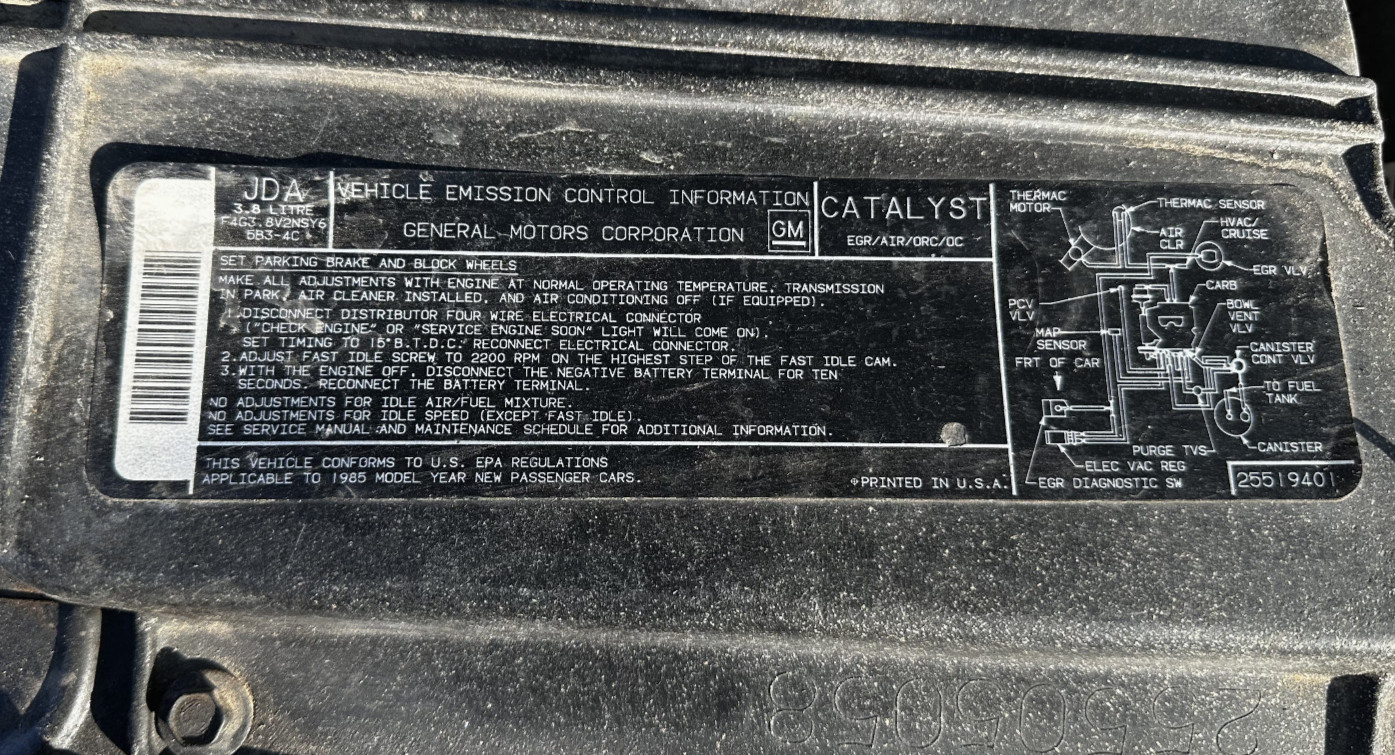 JDA
3.8 LITRE
F4G3.8V2NSY6
5B3-4C
VEHICLE EMISSION CONTROL INFORMATION
GENERAL MOTORS CORPORATION
GM
CATALYST
EGR/AIR/ORC/OC
SET PARKING BRAKE AND BLOCK WHEELS
MAKE ALL ADJUSTMENTS WITH ENGINE AT NORMAL OPERATING TEMPERATURE, TRANSMISSION
IN PARK, AIR CLEANER INSTALLED, AND AIR CONDITIONING OFF (IF EQUIPPED).
1. DISCONNECT DISTRIBUTOR FOUR WIRE ELECTRICAL CONNECTOR
("CHECK ENGINE" OR "SERVICE ENGINE SOON" LIGHT WILL COME ON).
SET TIMING TO 15° B.T.D.C. RECONNECT ELECTRICAL CONNECTOR.
2. ADJUST FAST IDLE SCREW TO 2200 RPM ON THE HIGHEST STEP OF THE FAST IDLE CAM.
3. WITH THE ENGINE OFF, DISCONNECT THE NEGATIVE BATTERY TERMINAL FOR TEN
SECONDS. RECONNECT THE BATTERY TERMINAL.
NO ADJUSTMENTS FOR IDLE AIR/FUEL MIXTURE.
NO ADJUSTMENTS FOR IDLE SPEED (EXCEPT FAST IDLE).
SEE SERVICE MANUAL AND MAINTENANCE SCHEDULE FOR ADDITIONAL INFORMATION.
THIS VEHICLE CONFORMS TO U.S. EPA REGULATIONS
APPLICABLE TO 1985 MODEL YEAR NEW PASSENGER CARS.
PRINTED IN U.S.A.
THERMAC
MOTOR
THERMAC SENSOR
AIR
CLR
HVAC/
CRUISE
EGR VLV
CARB
PCV
VLV
BOWL
VENT
VLV
MAP
SENSOR
CANISTER
CONT VLV
FRT OF CAR
TO FUEL
TANK
PURGE TVS
CANISTER
ELEC VAC REG
EGR DIAGNOSTIC SW
25519401
25505058